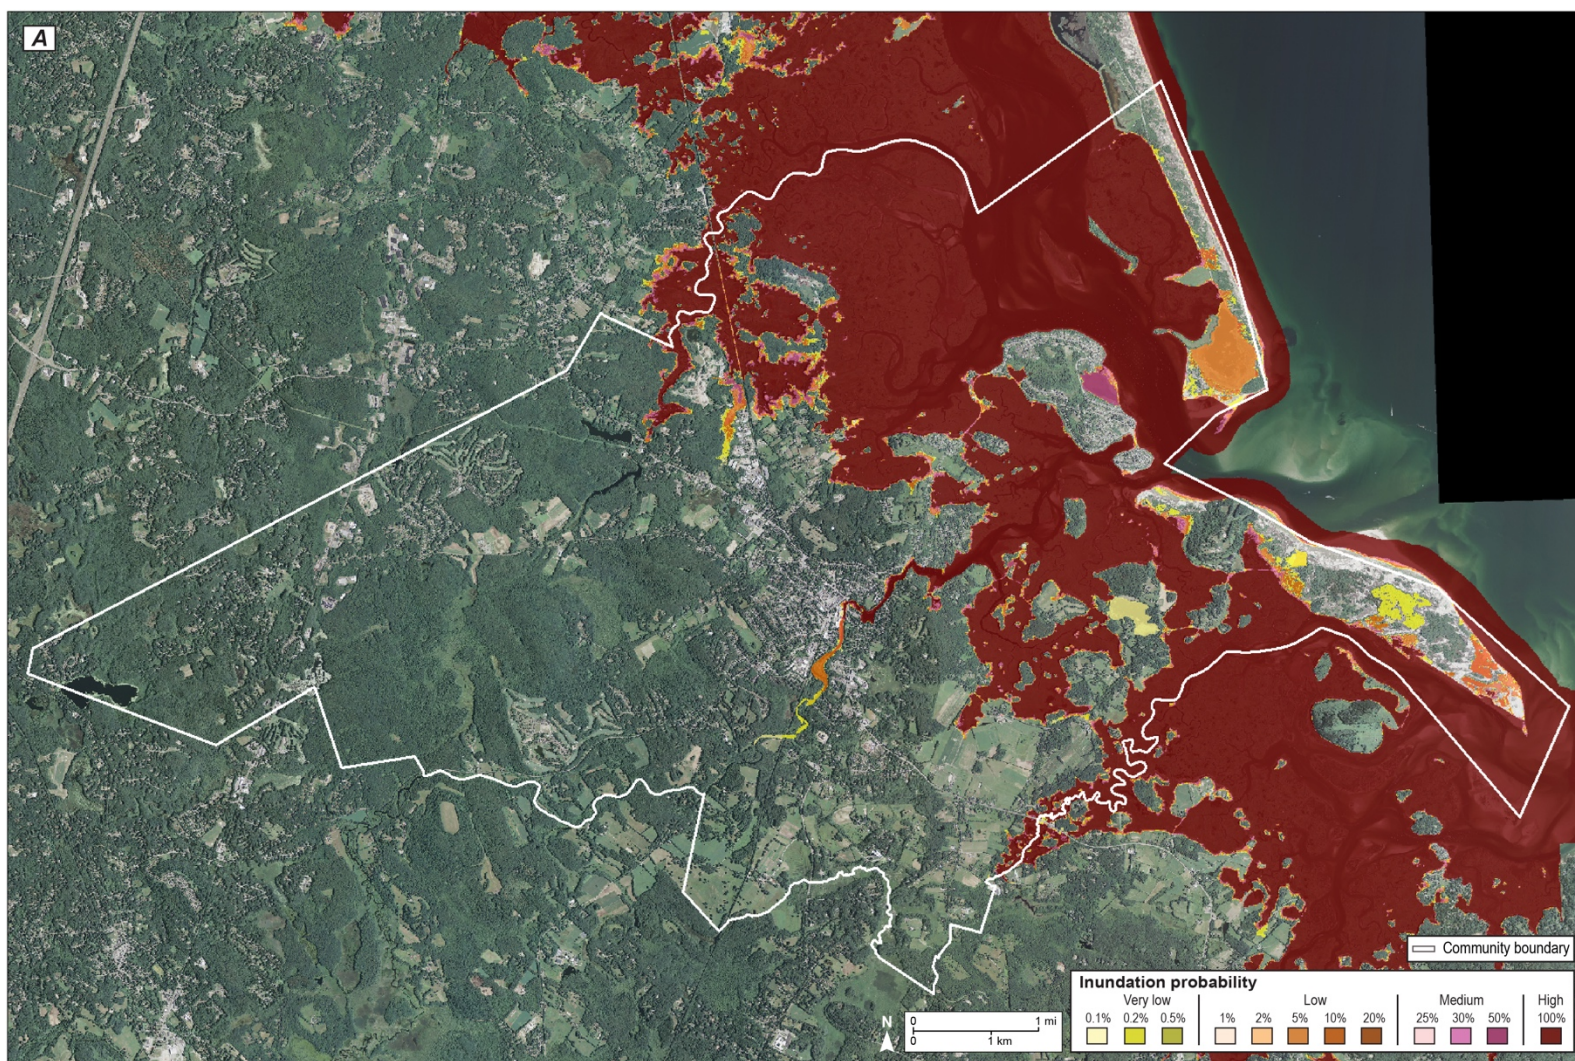 A
Community boundary
Inundation probability
Very low Low Medium High
0.1% 0.2% 0.5% 1% 2% 5% 10% 20% 25% 30% 50% 100%
N
0 1 mi
0 1 km